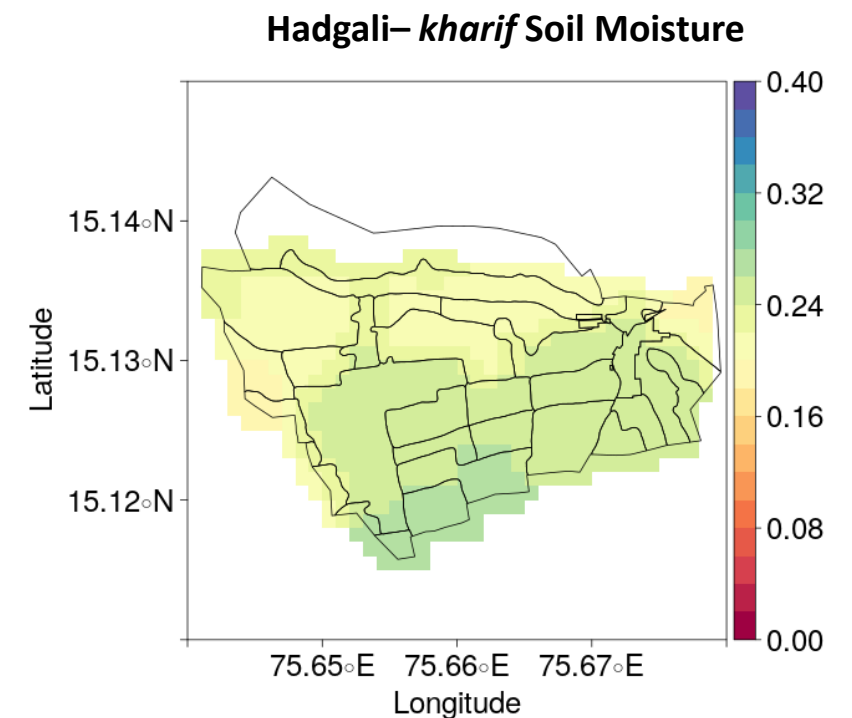 Hadgali– kharif Soil Moisture
0.40
0.32
0.24
0.16
0.08
0.00
15.14◦N
15.13◦N
15.12◦N
Latitude
75.65◦E 75.66◦E 75.67◦E
Longitude